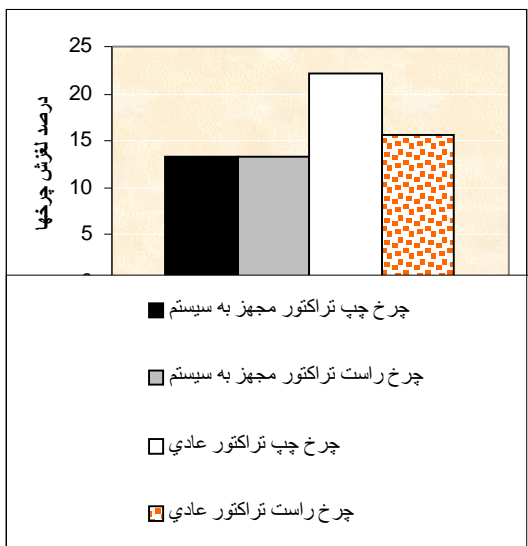 25
20
15
10
5
درصد لغزش چرخها
چرخ چپ تراکتور مجهز به سیستم
چرخ راست تراکتور مجهز به سیستم
چرخ چپ تراکتور عادي
چرخ راست تراکتور عادي